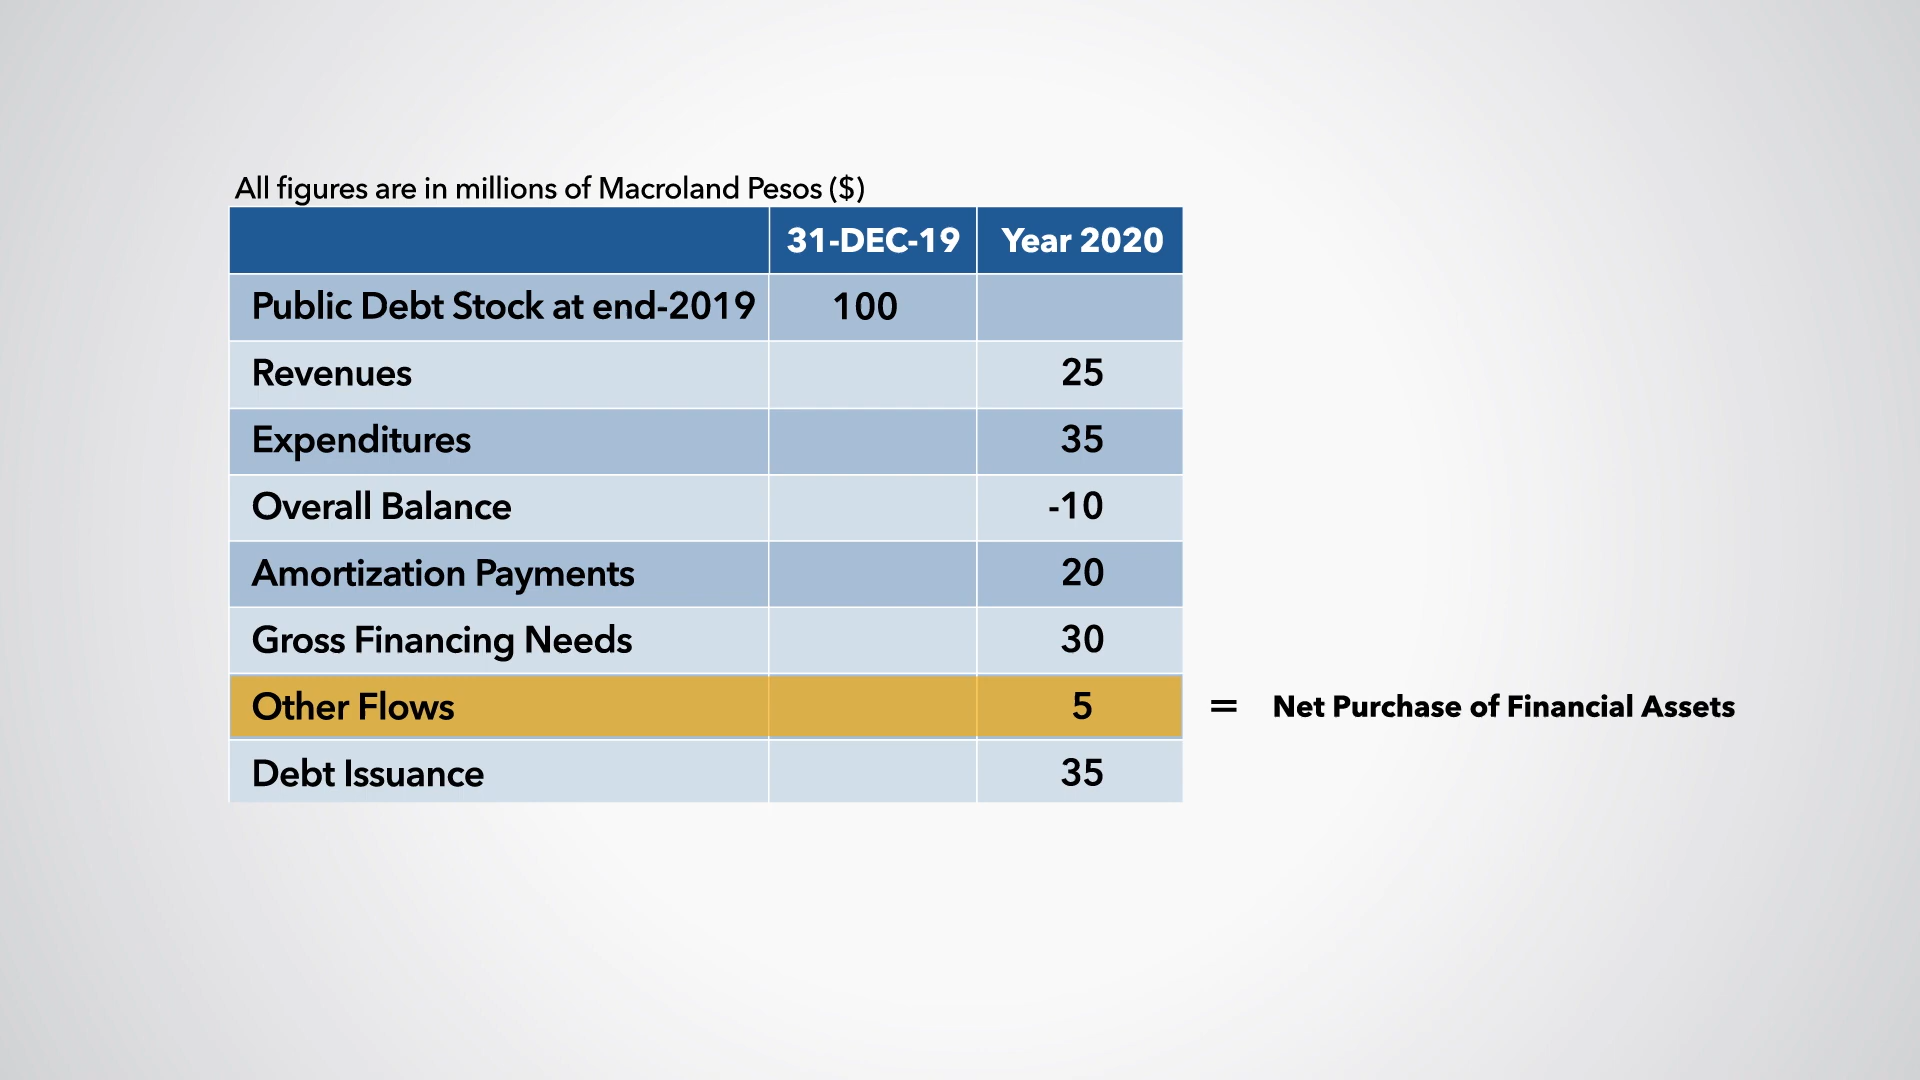 All figures are in millions of Macroland Pesos ($)
31-DEC-19 Year 2020
Public Debt Stock at end-2019 100
Revenues 25
Expenditures 35
Overall Balance -10
Amortization Payments 20
Gross Financing Needs 30
Other Flows 5 = Net Purchase of Financial Assets
Debt Issuance 35